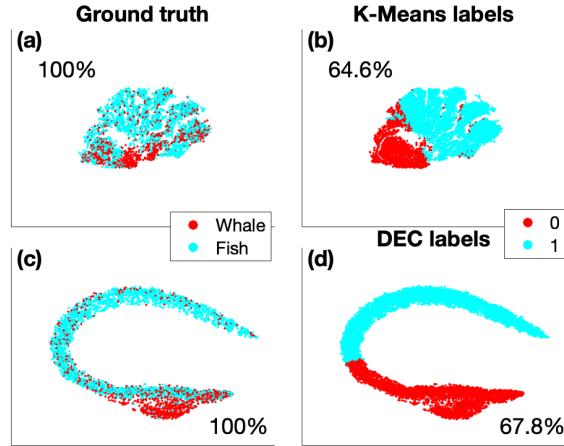 Ground truth
K-Means labels
(a)
100%
(b)
64.6%
Whale
Fish
0
1
DEC labels
(c)
100%
(d)
67.8%